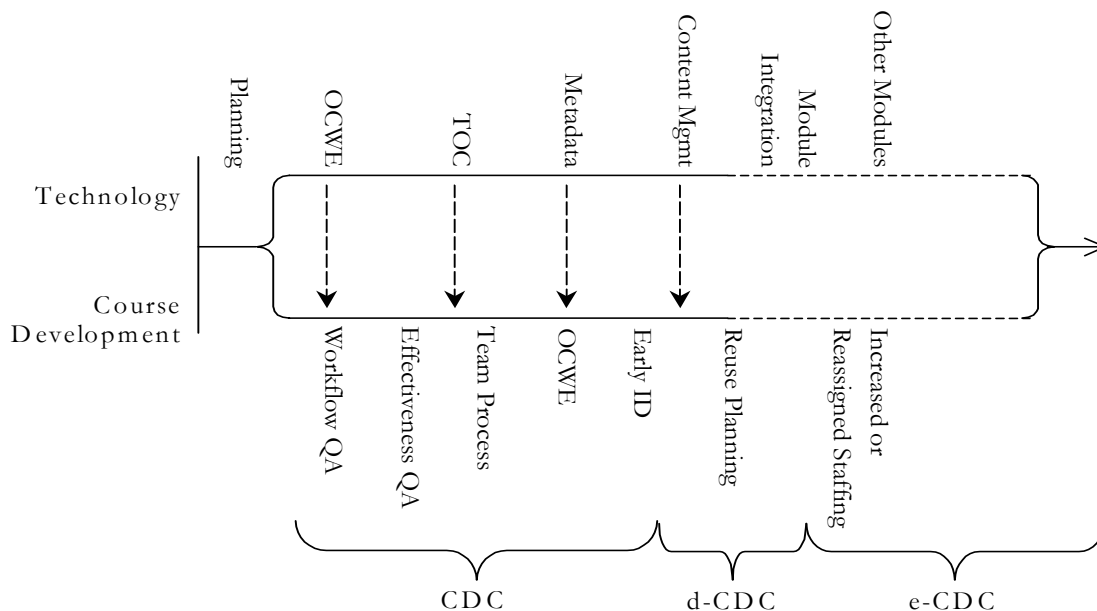 Planning
OCWE
TOC
Metadata
Content Mgmt
Module
Integration
Other Modules
Technology
Course
Development
Workflow QA
Effectiveness QA
Team Process
OCWE
Early ID
Reuse Planning
Increased or
Reassigned Staffing
CDC
d-CDC
e-CDC